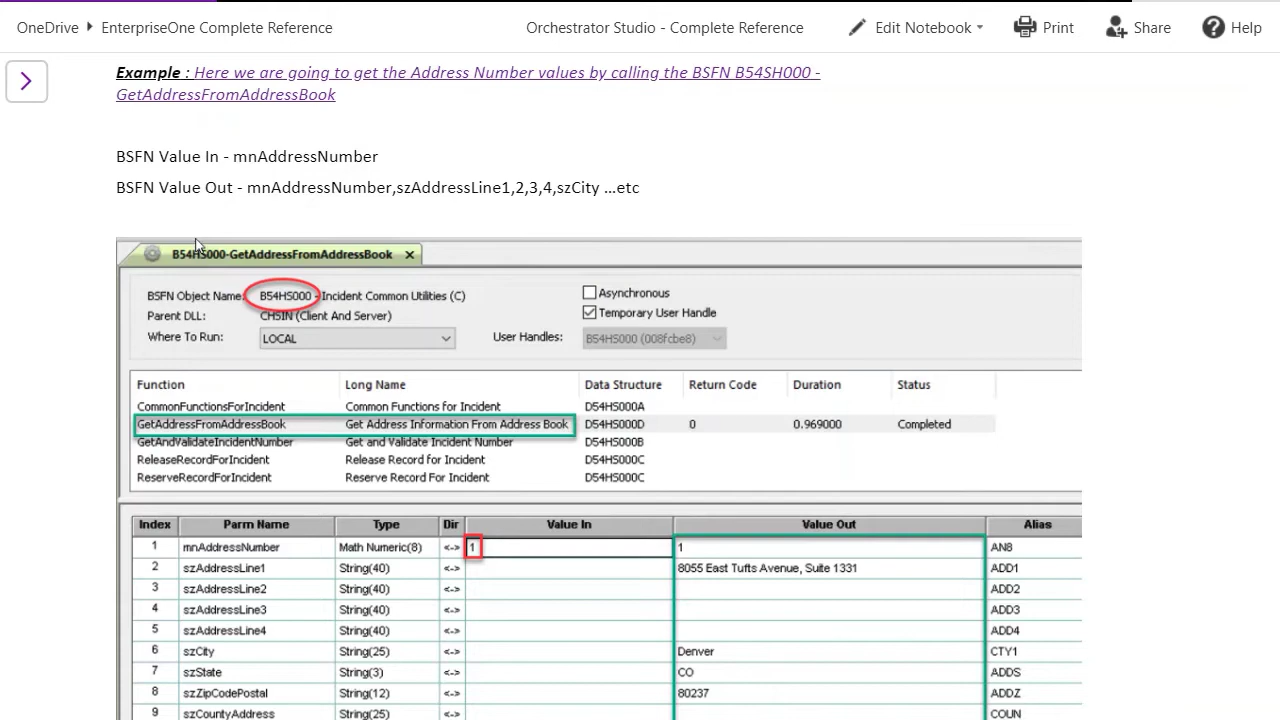 OneDrive EnterpriseOne Complete Reference Orchestrator Studio - Complete Reference Edit Notebook Print Share Help
Example : Here we are going to get the Address Number values by calling the BSFN B54SH000 -
GetAddressFromAddressBook
BSFN Value In - mnAddressNumber
BSFN Value Out - mnAddressNumber,szAddressLine1,2,3,4,szCity ...etc
B54HS000-GetAddressFromAddressBook
BSFN Object Name: B54HS000 - Incident Common Utilities (C) Asynchronous
Parent DLL: CHSIN (Client And Server) Temporary User Handle
Where To Run: LOCAL User Handles: B54HS000 (008fcbe8)
Function Long Name Data Structure Return Code Duration Status
CommonFunctionsForIncident Common Functions for Incident D54HS000A
GetAddressFromAddressBook Get Address Information From Address Book D54HS000D 0 0.969000 Completed
GetAndValidateIncidentNumber Get and Validate Incident Number D54HS000B
ReleaseRecordForIncident Release Record for Incident D54HS000C
ReserveRecordForIncident Reserve Record For Incident D54HS000C
Index Parm Name Type Dir Value In Value Out Alias
1 mnAddressNumber Math Numeric(8) <-> 1 1 AN8
2 szAddressLine1 String(40) <-> 8055 East Tufts Avenue, Suite 1331 ADD1
3 szAddressLine2 String(40) <-> ADD2
4 szAddressLine3 String(40) <-> ADD3
5 szAddressLine4 String(40) <-> ADD4
6 szCity String(25) <-> Denver CTY1
7 szState String(3) <-> CO ADDS
8 szZipCodePostal String(12) <-> 80237 ADDZ
9 szCountyAddress String(25) <-> COUN